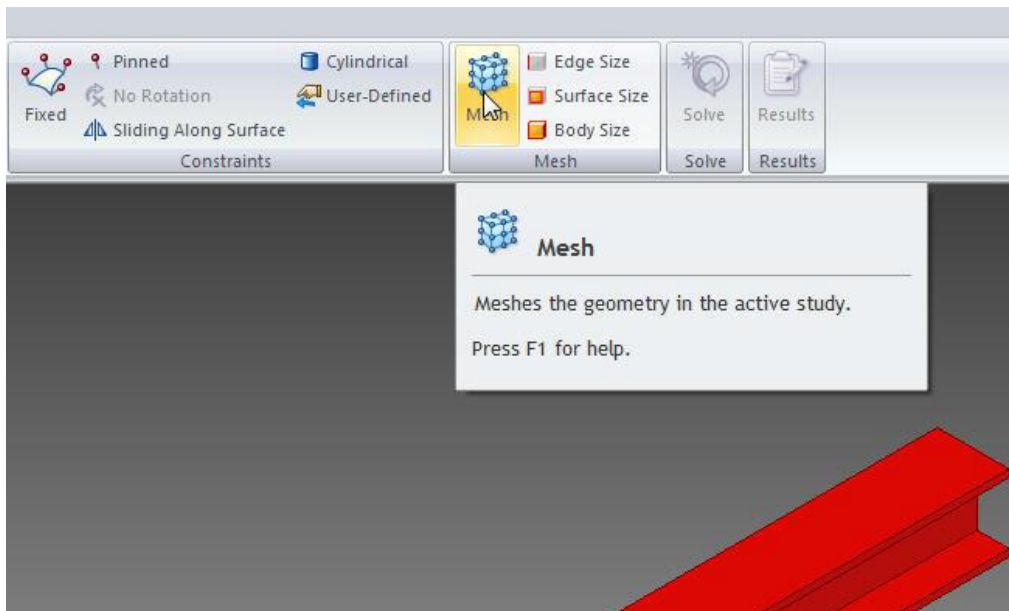 Fixed
Pinned
No Rotation
Sliding Along Surface
Cylindrical
User-Defined
Constraints
Mesh
Edge Size
Surface Size
Body Size
Mesh
Solve
Solve
Results
Results
Mesh
Meshes the geometry in the active study.
Press F1 for help.